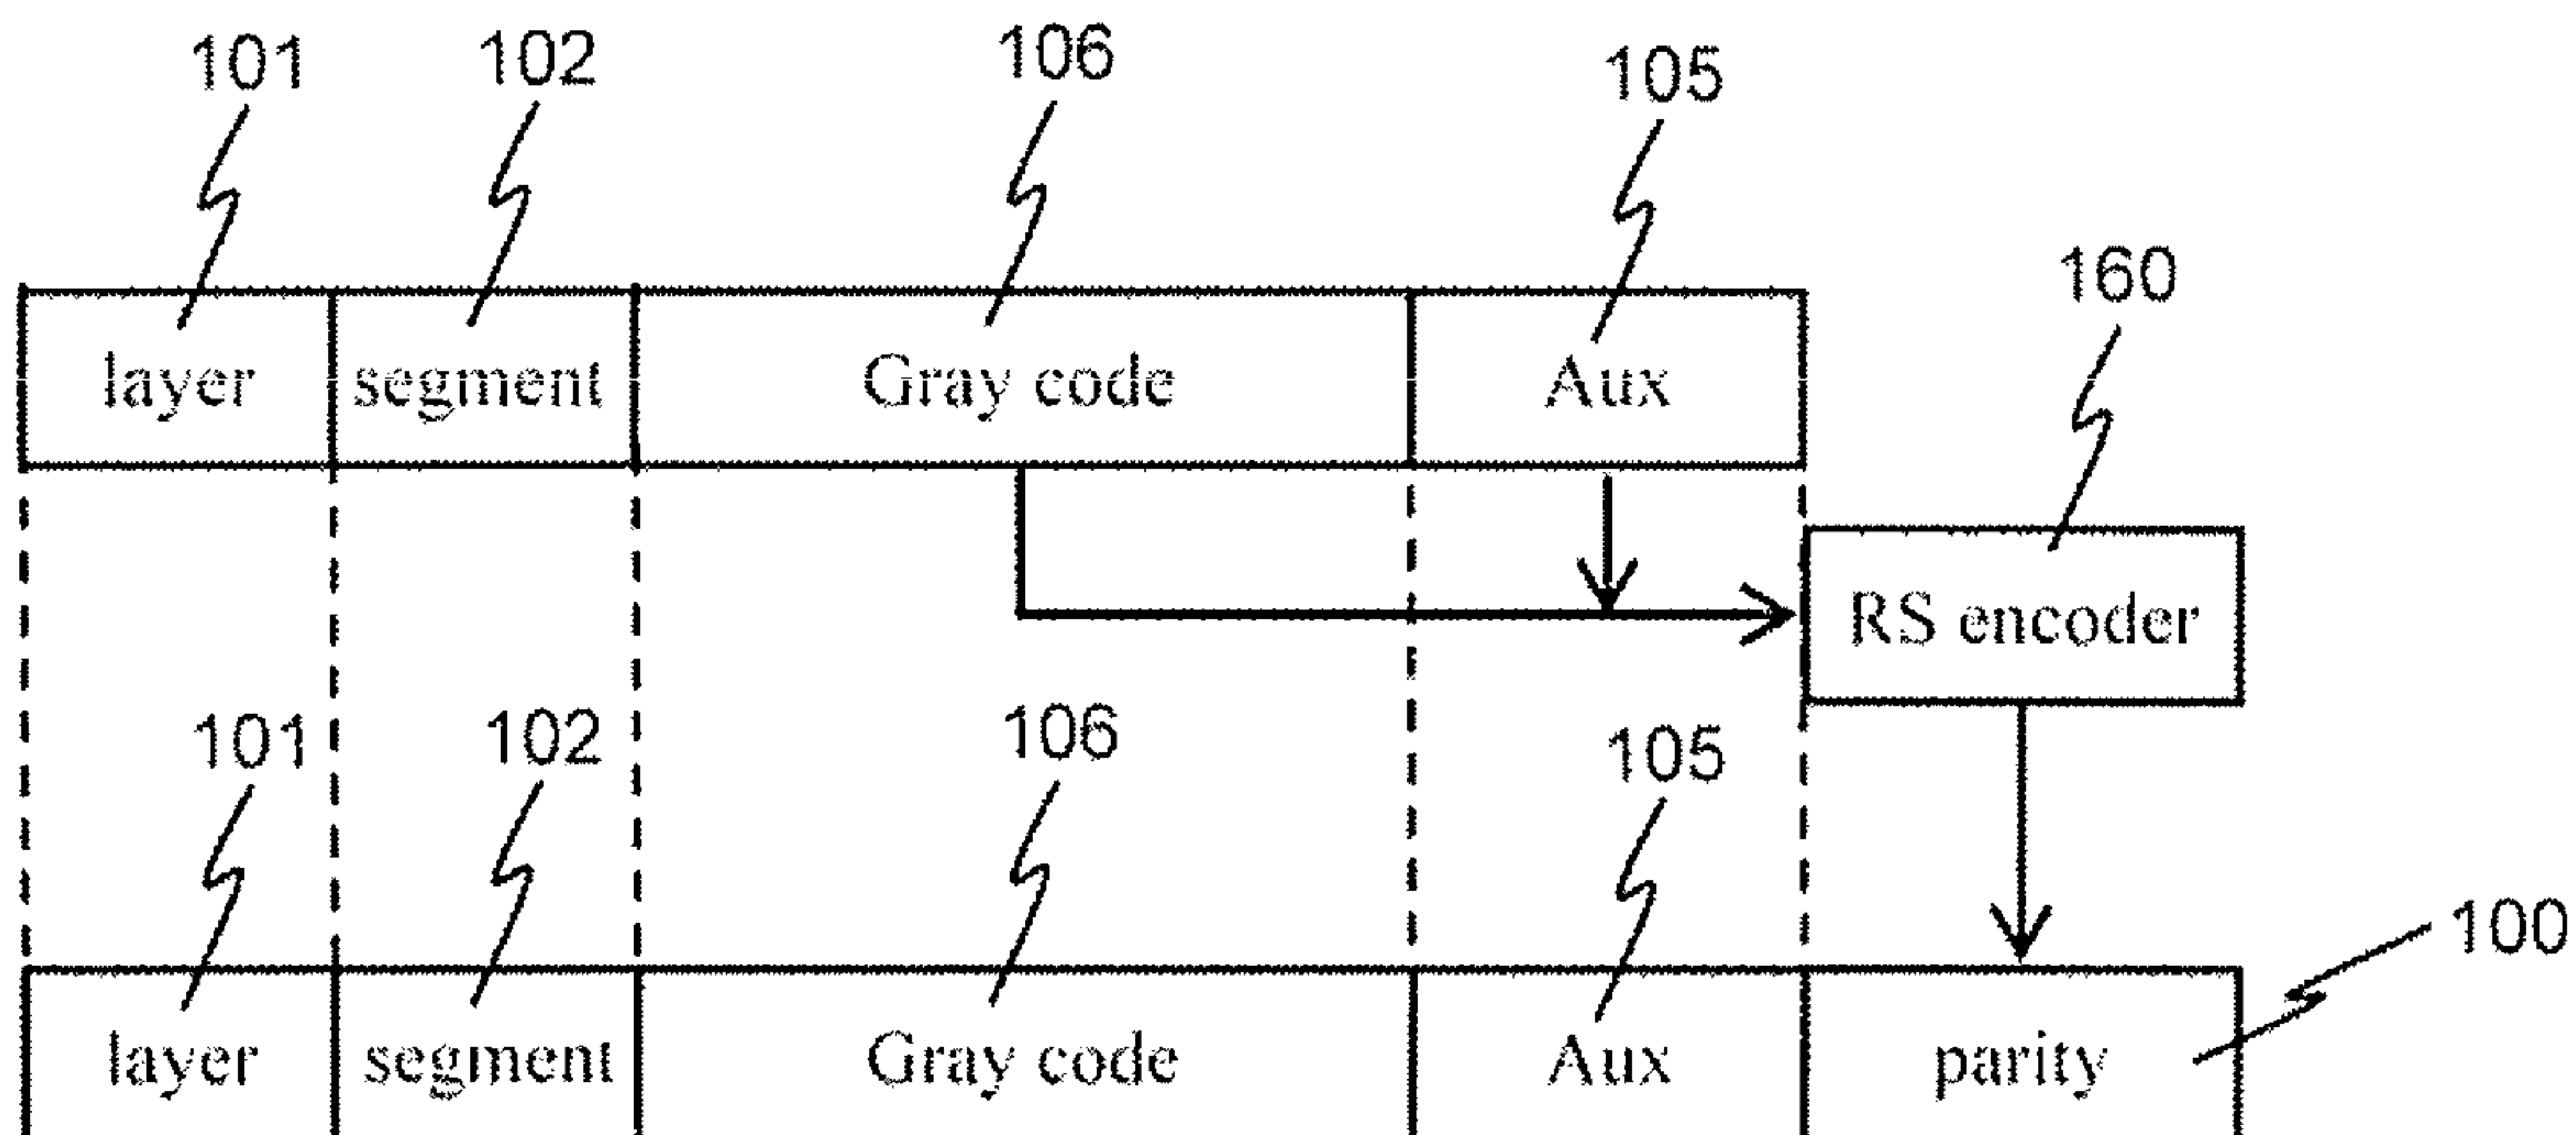 101 102 106 105
160
layer segment Gray code Aux
RS encoder
101 102 106 105
100
layer segment Gray code Aux parity